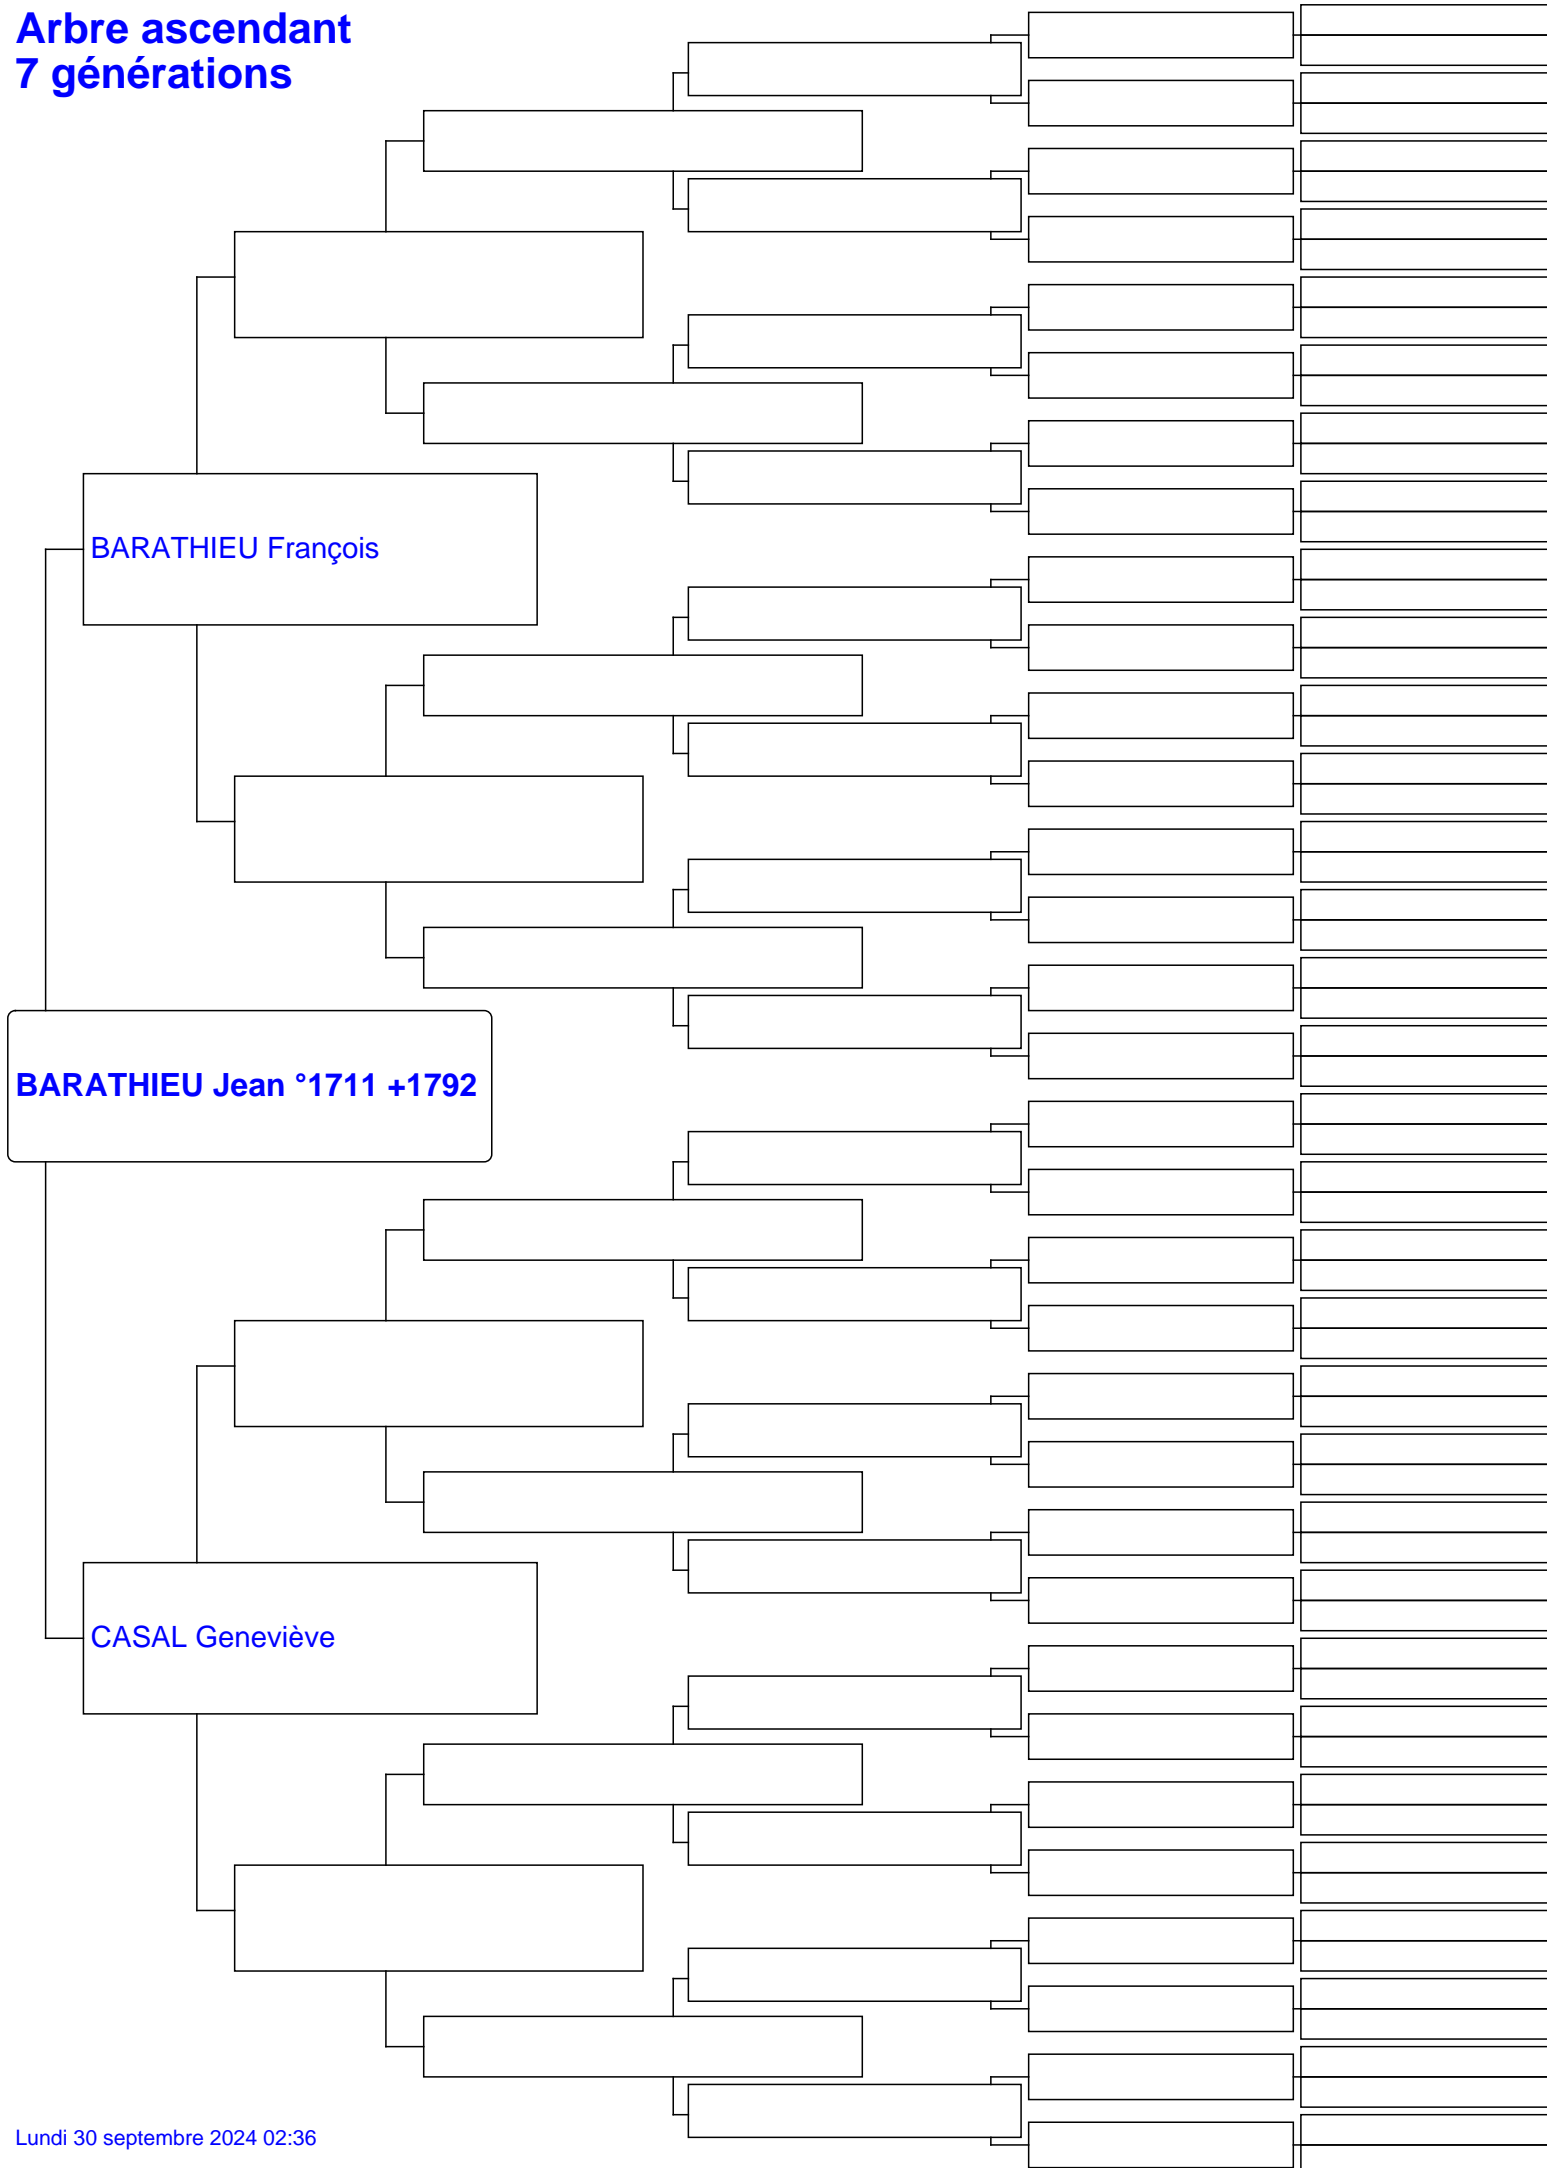 Arbre ascendant
7 générations
BARATHIEU François
BARATHIEU Jean °1711 +1792
CASAL Geneviève
Lundi 30 septembre 2024 02:36